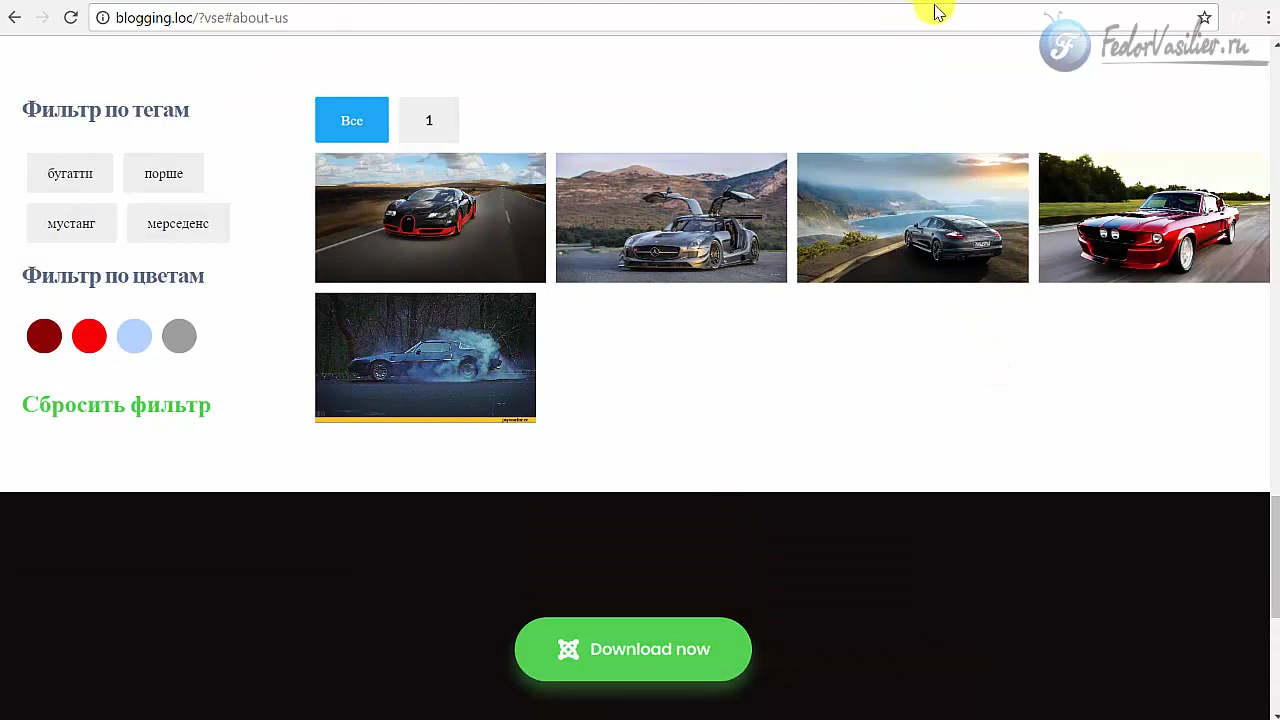 blogging.loc/?vse#about-us
FedorVasiliev.ru
Фильтр по тегам
бугатти
порше
мустанг
мерседенс
Фильтр по цветам
Сбросить фильтр
Все
1
Download now